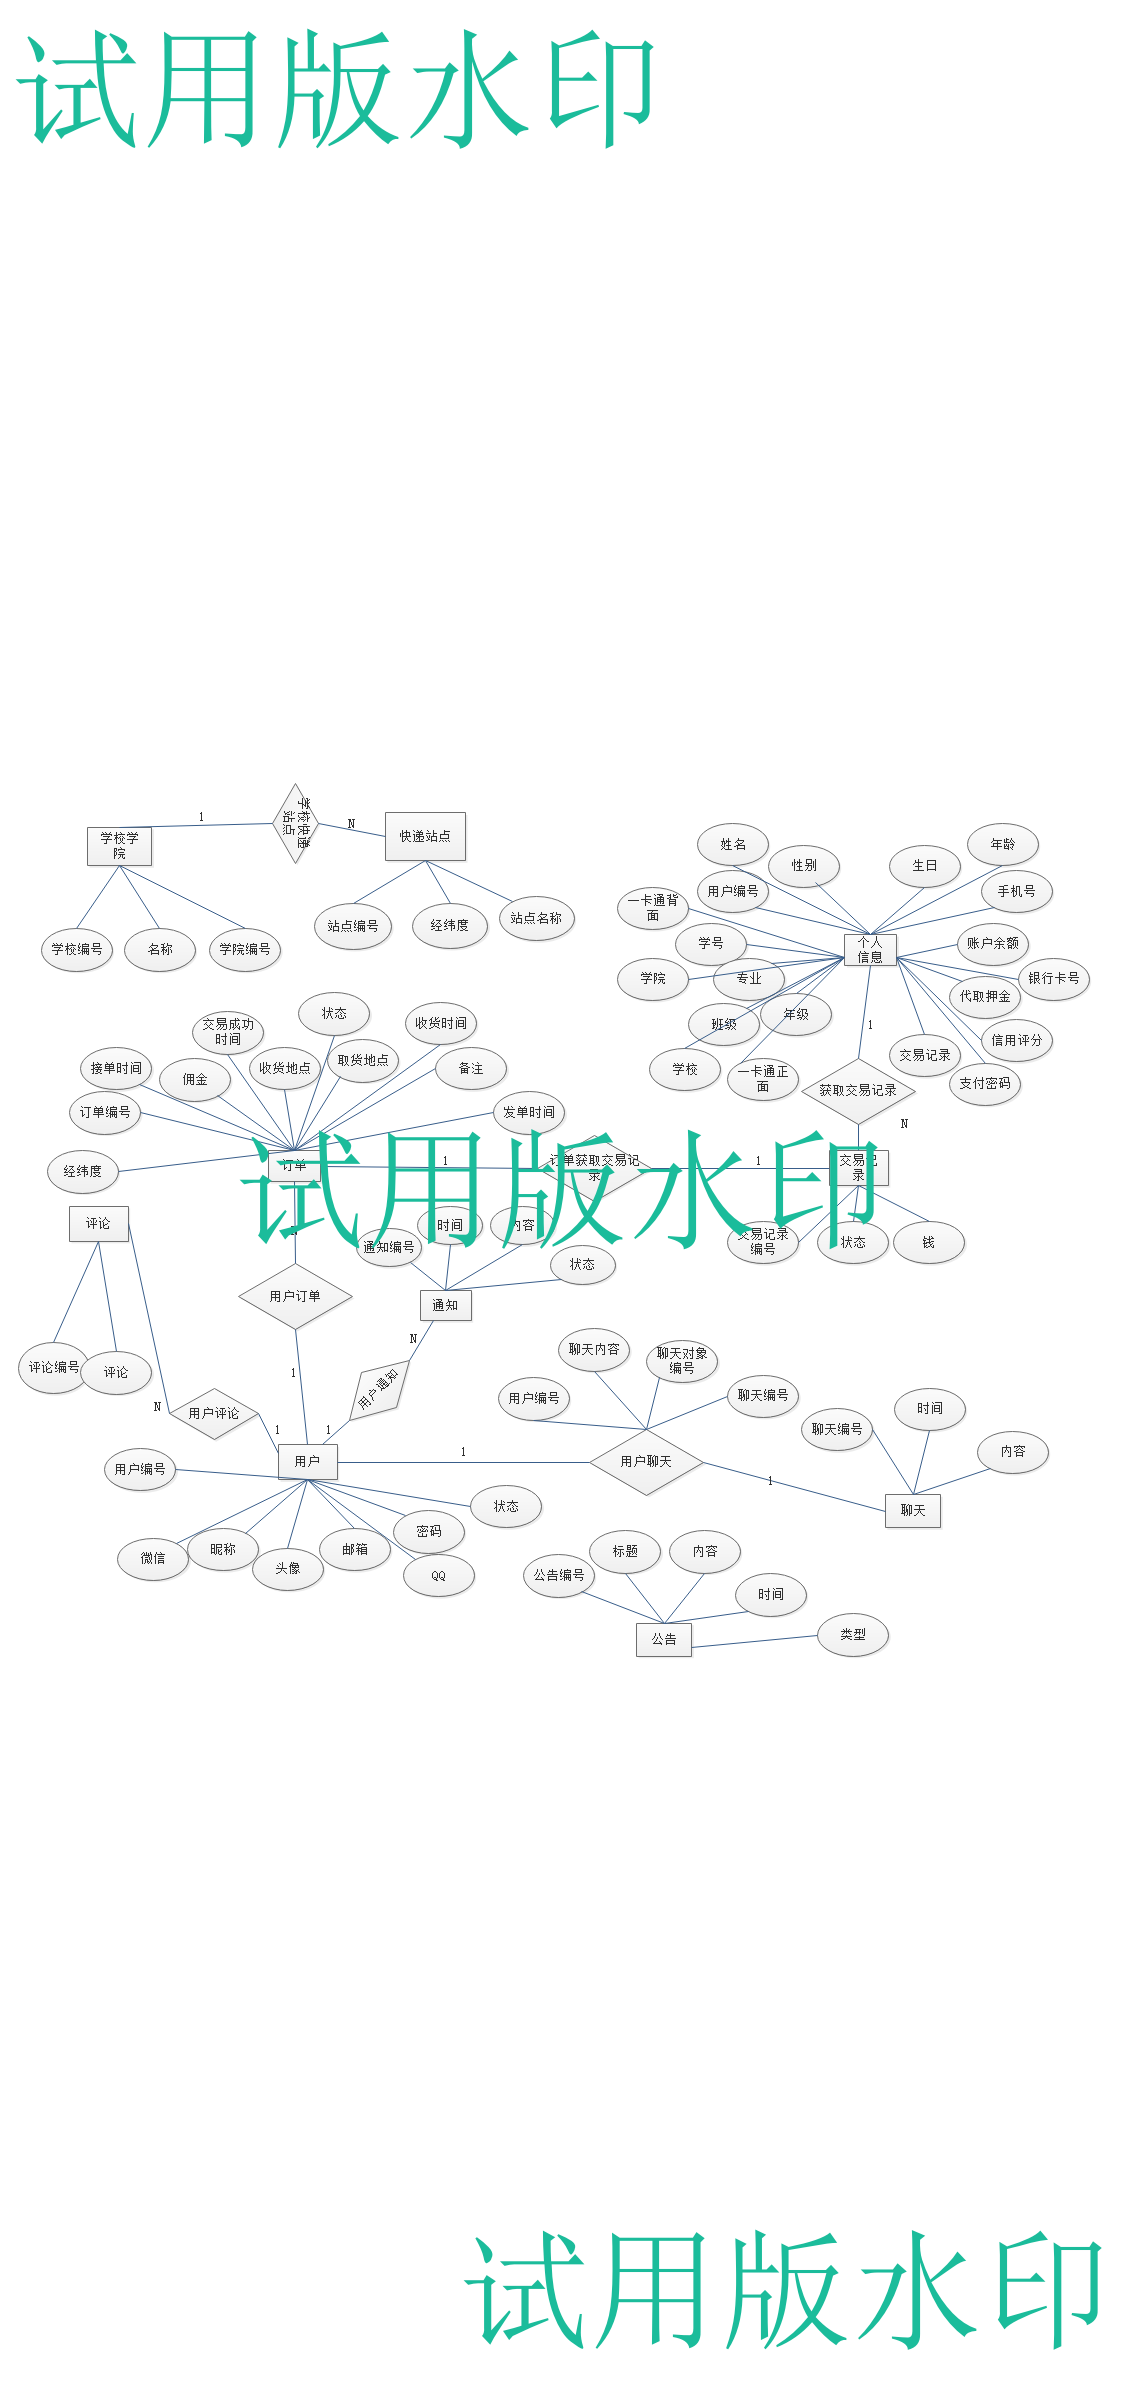 试用版水印
学校快递
站点
1
N
学校学
院
快递站点
学校编号
名称
学院编号
站点编号
经纬度
站点名称
姓名
性别
生日
年龄
用户编号
手机号
一卡通背
面
学号
个人
信息
账户余额
学院
专业
银行卡号
代取押金
班级
年级
信用评分
学校
一卡通正
面
交易记录
支付密码
1
获取交易记录
N
状态
收货时间
交易成功
时间
接单时间
佣金
收货地点
取货地点
备注
订单编号
发单时间
经纬度
订单
1
订单获取交易记
录
1
交易记
录
试用版水印
交易记录
编号
状态
钱
评论
N
通知编号
时间
内容
状态
用户订单
通知
评论编号
评论
1
N
用户通知
N
用户评论
1
1
用户
聊天内容
聊天对象
编号
用户编号
聊天编号
1
用户聊天
1
聊天编号
时间
内容
聊天
用户编号
状态
密码
微信
昵称
头像
邮箱
QQ
标题
内容
公告编号
时间
公告
类型
试用版水印